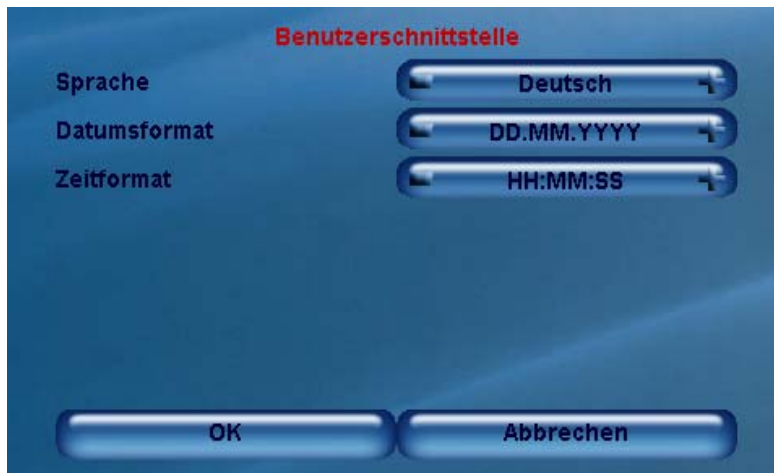 Benutzerschnittstelle
Sprache - Deutsch +
Datumsformat - DD.MM.YYYY +
Zeitformat - HH:MM:SS +
OK Abbrechen